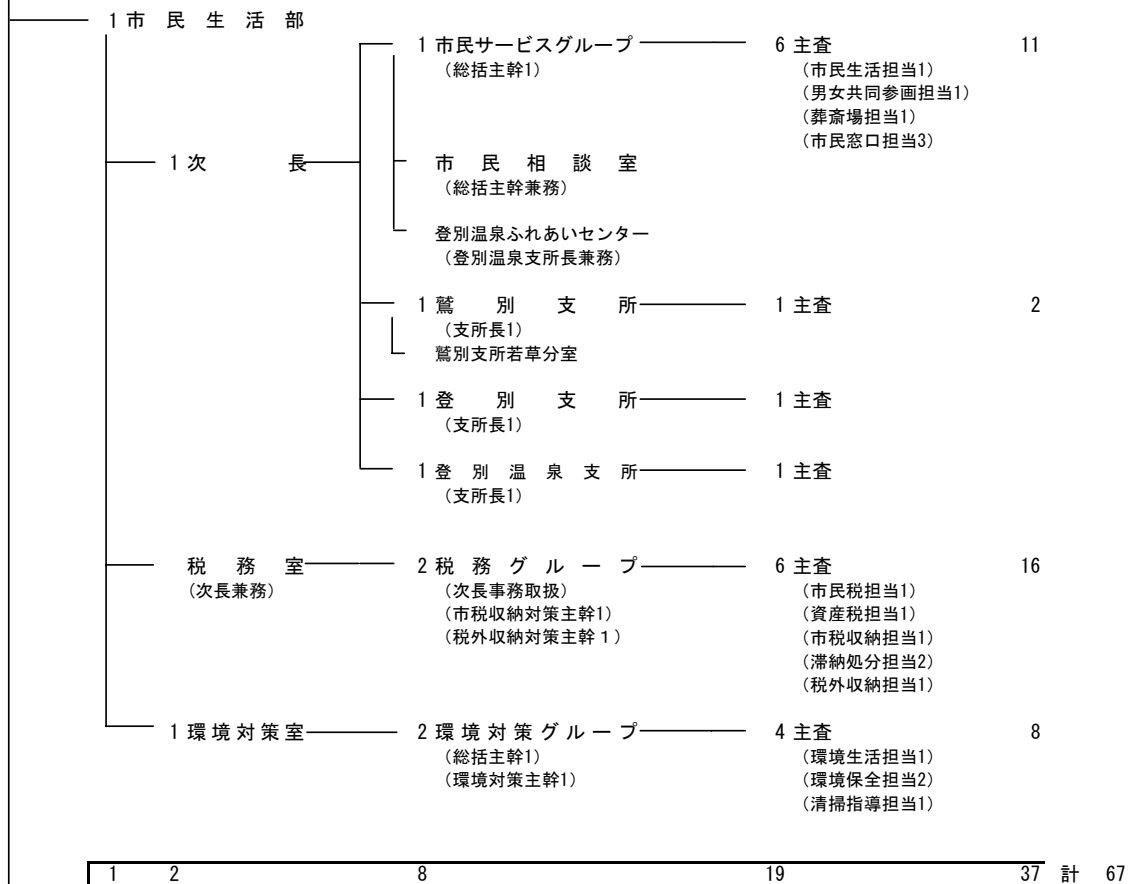 1 市民生活部
1 市民サービスグループ 6 主査 11
（総括主幹1） （市民生活担当1）
（男女共同参画担当1）
（葬斎場担当1）
（市民窓口担当3）
1 次長 市民相談室
（総括主幹兼務）
登別温泉ふれあいセンター
（登別温泉支所長兼務）
1 鷲別支所 1 主査 2
（支所長1）
鷲別支所若草分室
1 登別支所 1 主査
（支所長1）
1 登別温泉支所 1 主査
（支所長1）
税務室 2 税務グループ 6 主査 16
（次長兼務） （次長事務取扱） （市民税担当1）
（市税収納対策主幹1） （資産税担当1）
（税外収納対策主幹１） （市税収納担当1）
（滞納処分担当2）
（税外収納担当1）
1 環境対策室 2 環境対策グループ 4 主査 8
（総括主幹1） （環境生活担当1）
（環境対策主幹1） （環境保全担当2）
（清掃指導担当1）
1 2 8 19 37 計 67